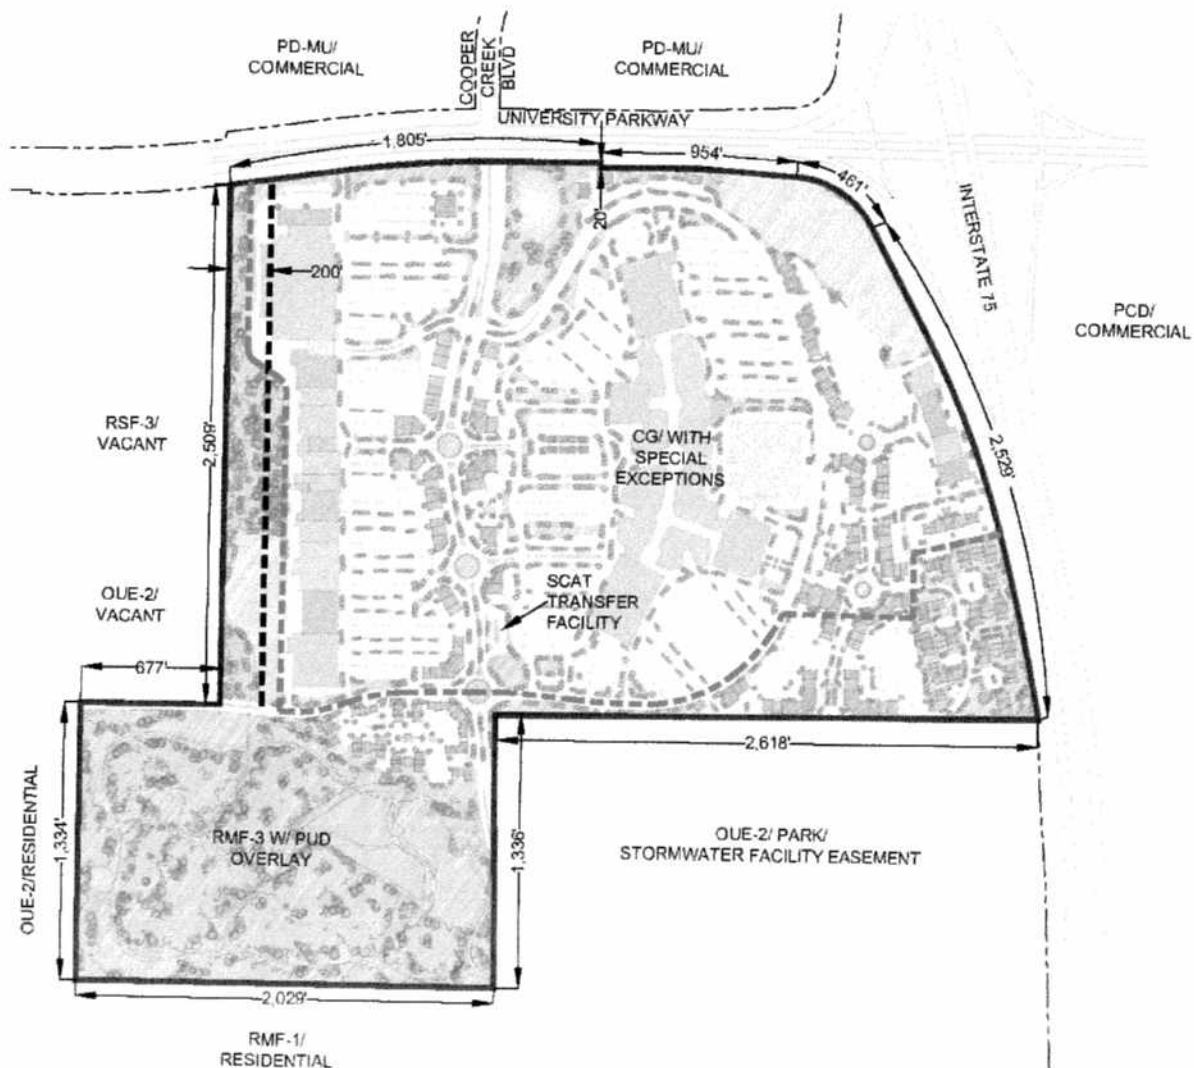 PD-MU/
COMMERCIAL
COOPER
CREEK
BLVD
PD-MU/
COMMERCIAL
UNIVERSITY PARKWAY
1,805'
954'
461'
20'
INTERSTATE 75
200'
PCD/
COMMERCIAL
RSF-3/
VACANT
2,509'
CG/ WITH
SPECIAL
EXCEPTIONS
2,529'
OUE-2/
VACANT
SCAT
TRANSFER
FACILITY
677'
2,618'
OUE-2/RESIDENTIAL
1,334'
RMF-3 W/ PUD
OVERLAY
1,336'
OUE-2/ PARK/
STORMWATER FACILITY EASEMENT
2,029'
RMF-1/
RESIDENTIAL